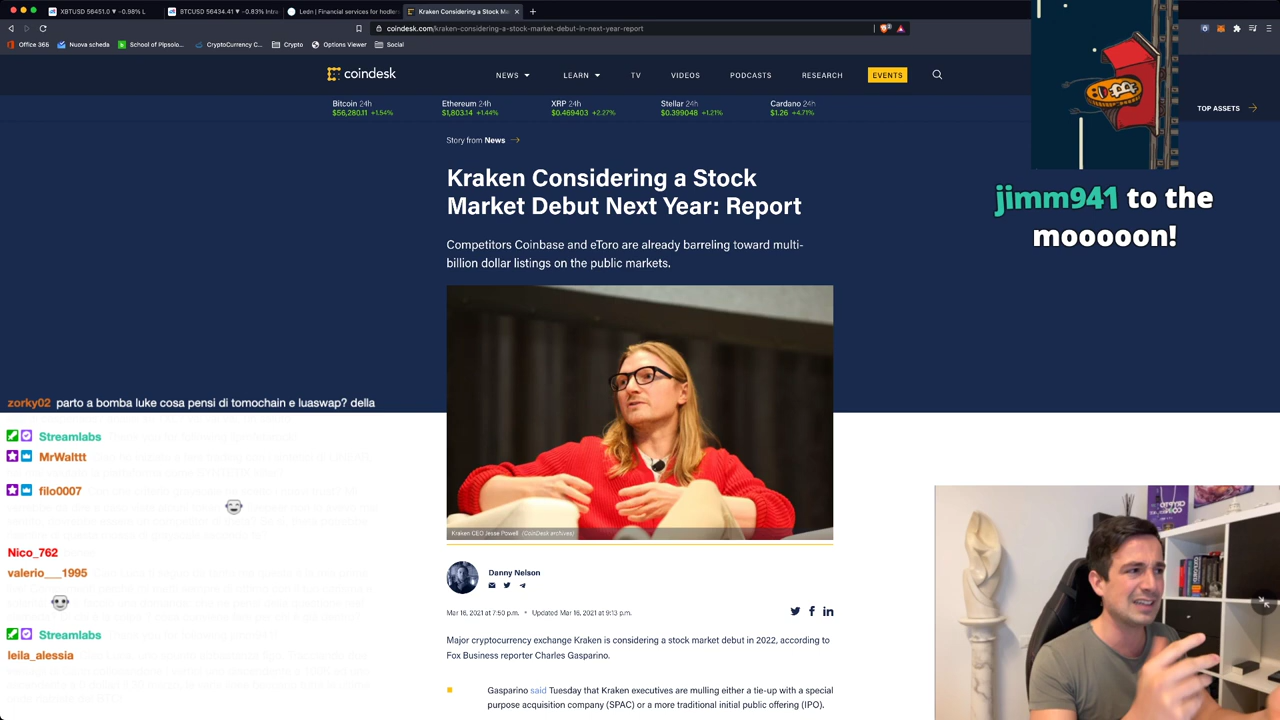 XBTUSD 56451.0 ▼ −0.98% L
BTCUSD 56434.41 ▼ −0.83% Intra
Ledn | Financial services for hodler
Kraken Considering a Stock M
coindesk.com/kraken-considering-a-stock-market-debut-in-next-year-report
Office 365
Nuova scheda
School of Pipsolo...
CryptoCurrency C...
Crypto
Options Viewer
Social
coindesk
NEWS
LEARN
TV
VIDEOS
PODCASTS
RESEARCH
EVENTS
Bitcoin 24h
Ethereum 24h
XRP 24h
Stellar 24h
Cardano 24h
$56,280.11 +1.54%
$1,803.14 +1.44%
$0.469403 +2.27%
$0.399048 +1.21%
$1.26 +4.71%
TOP ASSETS
Story from News
Kraken Considering a Stock
Market Debut Next Year: Report
Competitors Coinbase and eToro are already barreling toward multi-
billion dollar listings on the public markets.
jimm941 to the
mooooon!
Kraken CEO Jesse Powell (CoinDesk archives)
zorky02 parto a bomba luke cosa pensi di tomochain e luaswap? della
Streamlabs
MrWalttt
filo0007
Nico_762
valerio___1995
Streamlabs
leila_alessia
Danny Nelson
Mar 16, 2021 at 7:50 p.m. • Updated Mar 16, 2021 at 9:13 p.m.
Major cryptocurrency exchange Kraken is considering a stock market debut in 2022, according to
Fox Business reporter Charles Gasparino.
Gasparino said Tuesday that Kraken executives are mulling either a tie-up with a special
purpose acquisition company (SPAC) or a more traditional initial public offering (IPO).